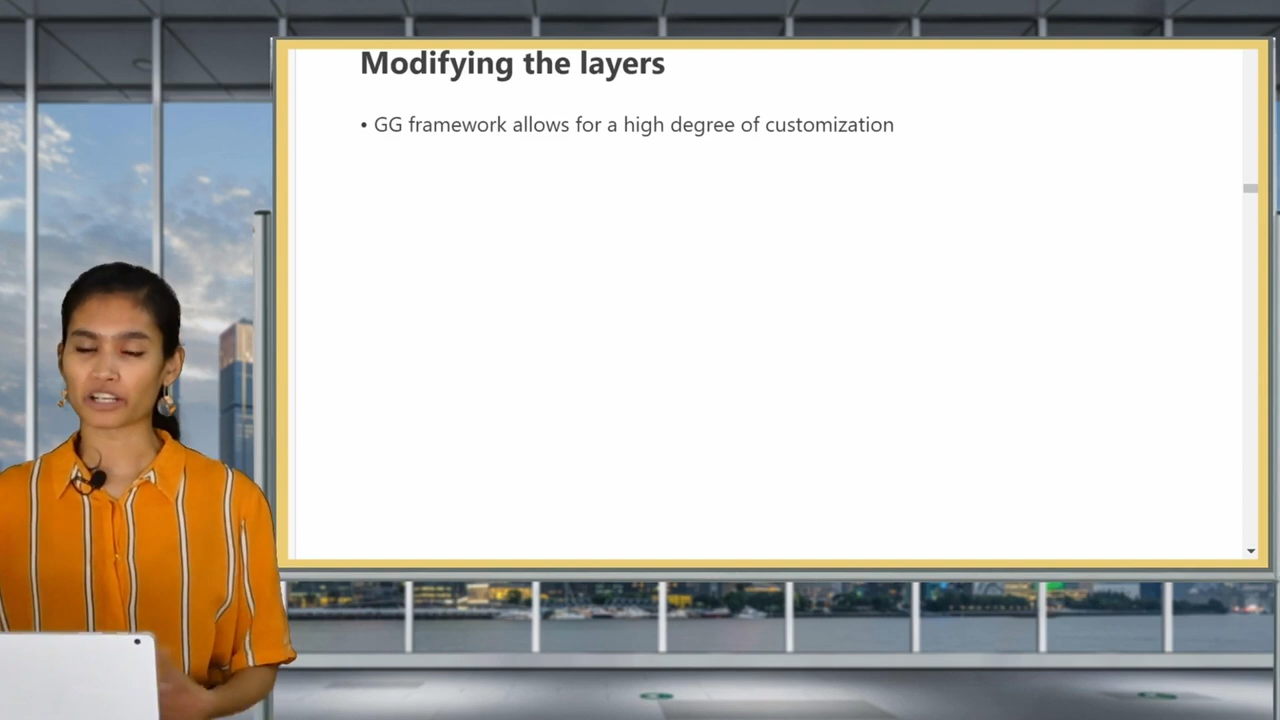 Modifying the layers
• GG framework allows for a high degree of customization